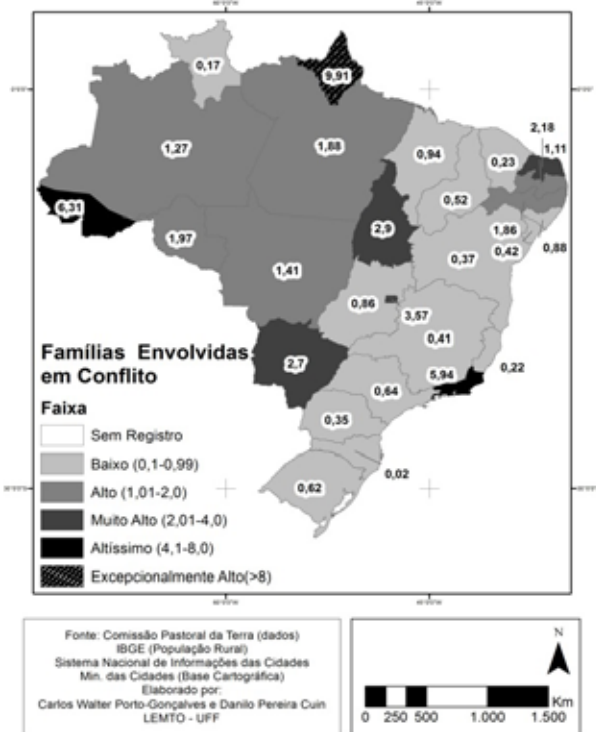 0,17
9,91
2,18
1,11
1,27
1,88
0,94
0,23
0,52
6,31
1,97
2,9
1,86
0,42
0,88
0,37
1,41
0,86
3,57
0,41
Famílias Envolvidas
em Conflito
2,7
5,94
0,22
0,64
0,35
0,02
0,62
Faixa
Sem Registro
Baixo (0,1-0,99)
Alto (1,01-2,0)
Muito Alto (2,01-4,0)
Altíssimo (4,1-8,0)
Excepcionalmente Alto(>8)
Fonte: Comissão Pastoral da Terra (dados)
IBGE (População Rural)
Sistema Nacional de Informações das Cidades
Min. das Cidades (Base Cartográfica)
Elaborado por:
Carlos Walter Porto-Gonçalves e Danilo Pereira Cuin
LEMTO - UFF
N
Km
0 250 500 1.000 1.500